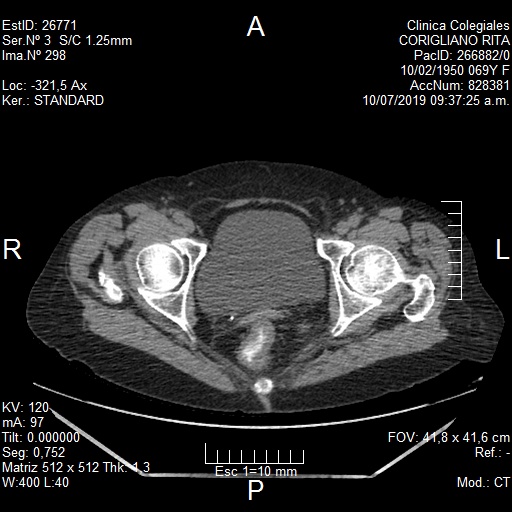 EstID: 26771
Ser.Nº 3 S/C 1.25mm
Ima.Nº 298
Loc: -321,5 Ax
Ker.: STANDARD
A
Clinica Colegiales
CORIGLIANO RITA
PacID: 266882/0
10/02/1950 069Y F
AccNum: 828381
10/07/2019 09:37:25 a.m.
R
L
KV: 120
mA: 97
Tilt: 0.000000
Seg: 0,752
Matriz 512 x 512 Thk: 1.3
W:400 L:40
Esc 1=10 mm
P
FOV: 41,8 x 41,6 cm
Ref.: -
Mod.: CT